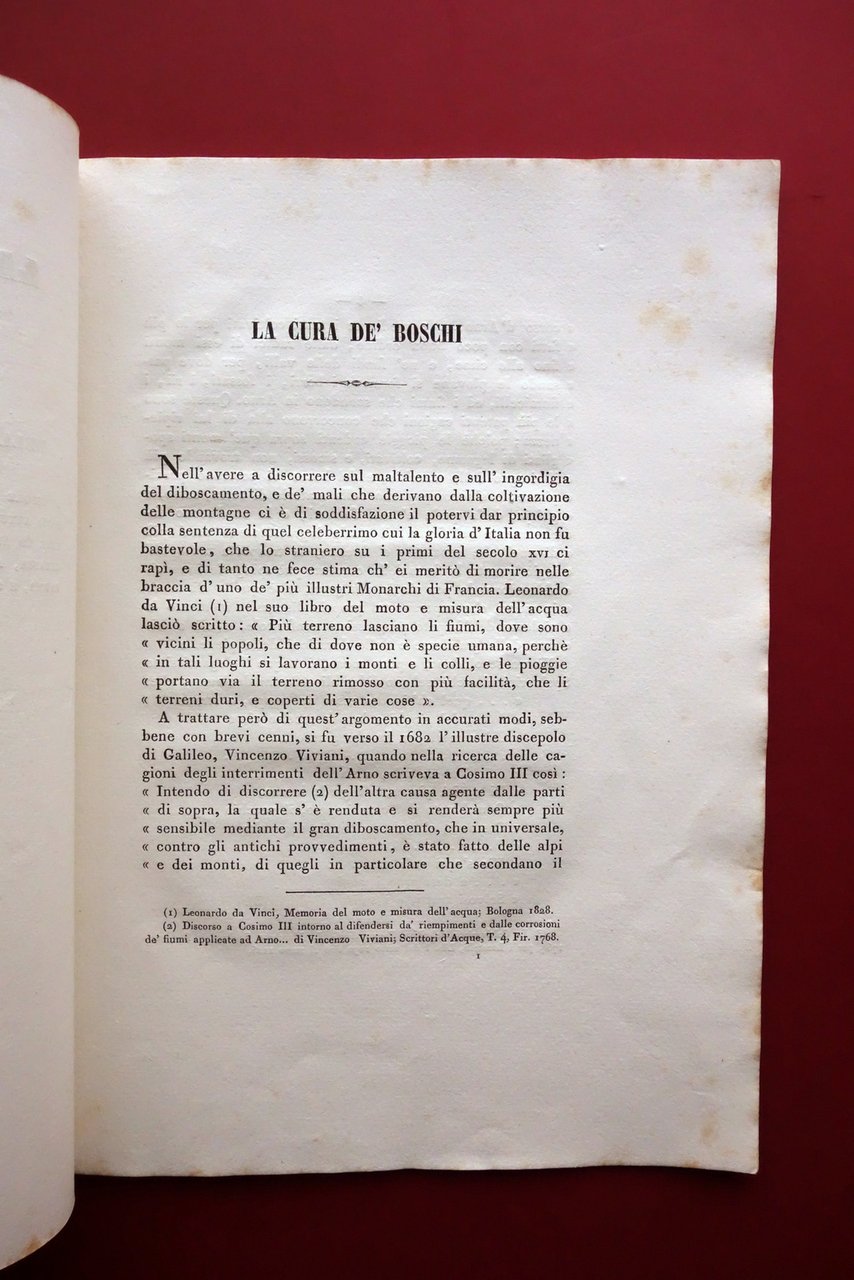 LA CURA DE' BOSCHI
Nell'avere a discorrere sul maltalento e sull'ingordigia
del diboscamento, e de' mali che derivano dalla coltivazione
delle montagne ci è di soddisfazione il potervi dar principio
colla sentenza di quel celeberrimo cui la gloria d'Italia non fu
bastevole, che lo straniero su i primi del secolo XVI ci
rapì, e di tanto ne fece stima ch' ei meritò di morire nelle
braccia d'uno de' più illustri Monarchi di Francia. Leonardo
da Vinci (1) nel suo libro del moto e misura dell'acqua
lasciò scritto: « Più terreno lasciano li fiumi, dove sono
« vicini li popoli, che di dove non è specie umana, perchè
« in tali luoghi si lavorano i monti e li colli, e le pioggie
« portano via il terreno rimosso con più facilità, che li
« terreni duri, e coperti di varie cose ».
A trattare però di quest'argomento in accurati modi, seb-
bene con brevi cenni, si fu verso il 1682 l'illustre discepolo
di Galileo, Vincenzo Viviani, quando nella ricerca delle ca-
gioni degli interrimenti dell'Arno scriveva a Cosimo III così:
« Intendo di discorrere (2) dell'altra causa agente dalle parti
« di sopra, la quale s' è renduta e si renderà sempre più
« sensibile mediante il gran diboscamento, che in universale,
« contro gli antichi provvedimenti, è stato fatto delle alpi
« e dei monti, di quegli in particolare che secondano il
(1) Leonardo da Vinci, Memoria del moto e misura dell'acqua; Bologna 1828.
(2) Discorso a Cosimo III intorno al difendersi da' riempimenti e dalle corrosioni
de' fiumi applicate ad Arno... di Vincenzo Viviani; Scrittori d'Acque, T. 4, Fir. 1768.
1